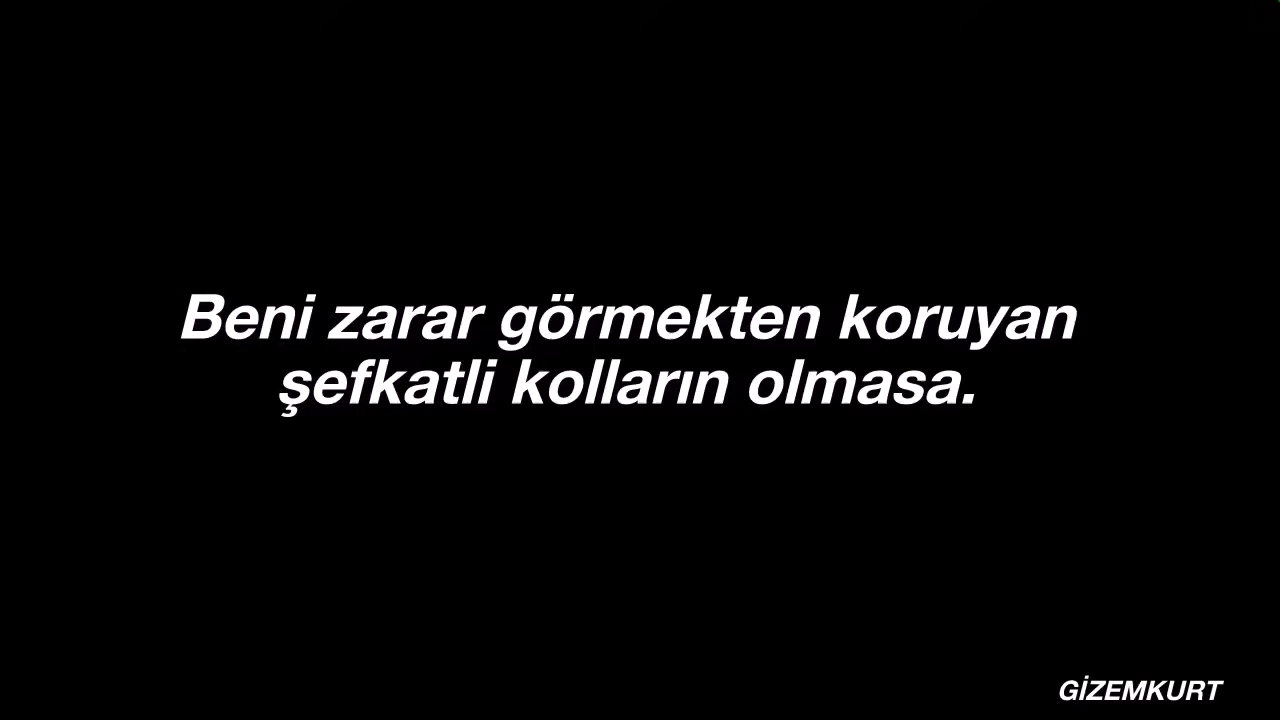 Beni zarar görmekten koruyan
şefkatli kolların olmasa.
GİZEMKURT